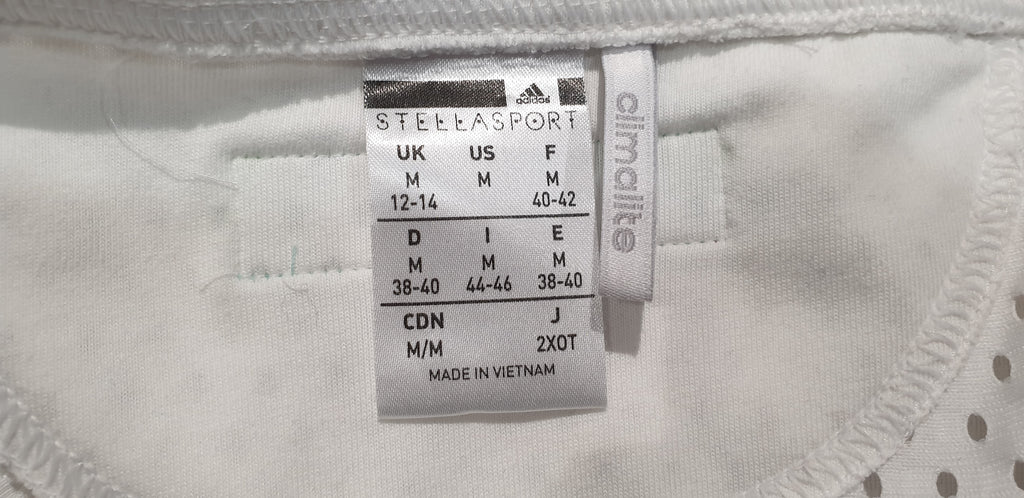 adidas
STELLASPORT
UK US F
M M M
12-14 40-42
D I E
M M M
38-40 44-46 38-40
CDN J
M/M 2XOT
MADE IN VIETNAM
climalite